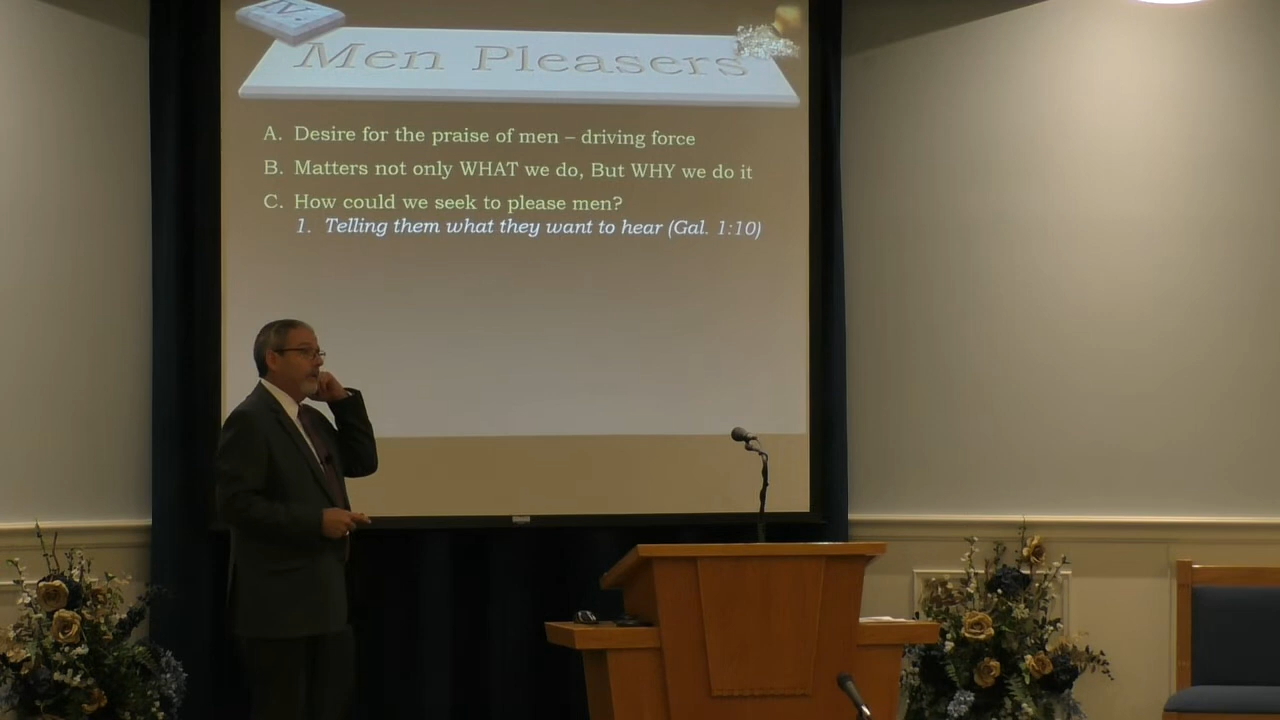 IV.
Men Pleasers
A. Desire for the praise of men – driving force
B. Matters not only WHAT we do, But WHY we do it
C. How could we seek to please men?
1. Telling them what they want to hear (Gal. 1:10)